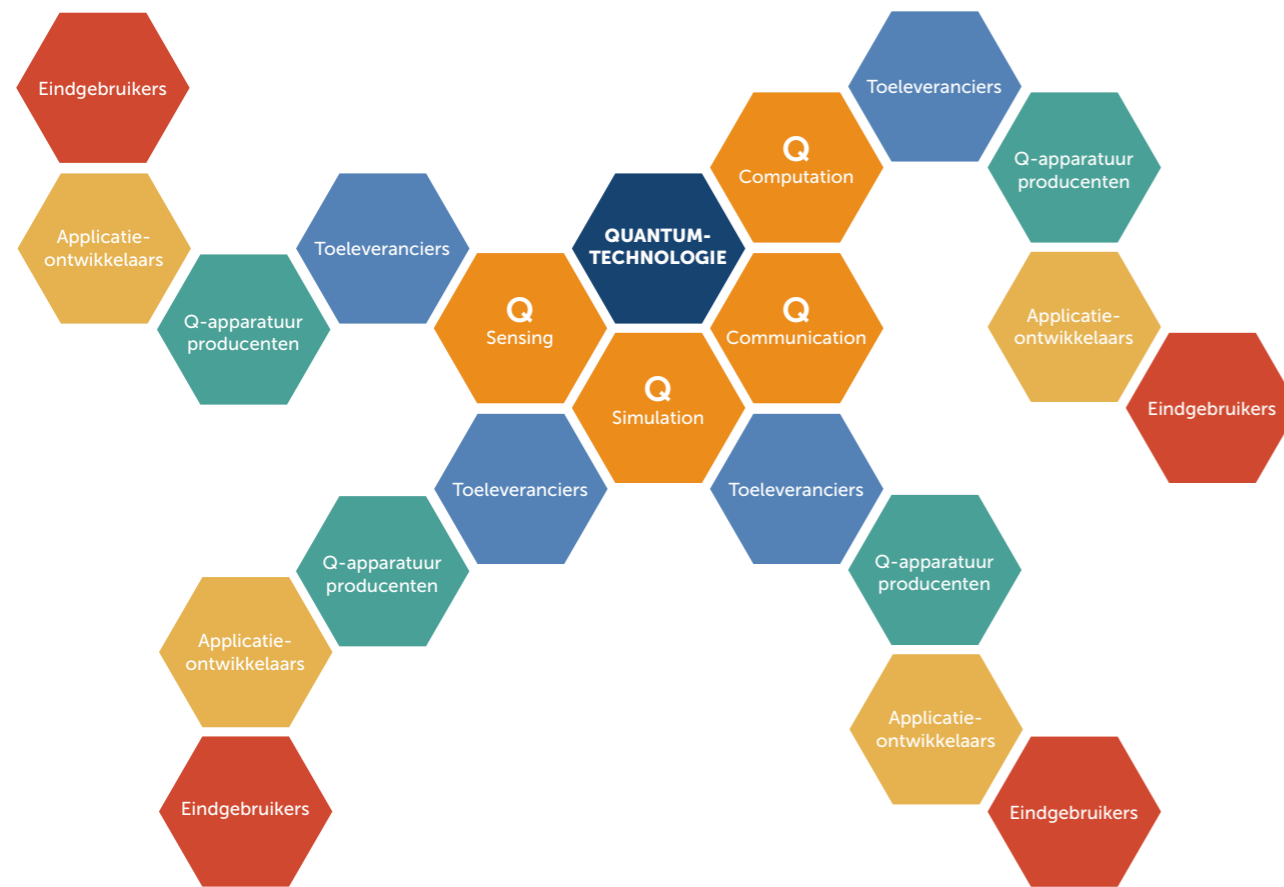 Eindgebruikers
Toeleveranciers
Q
Computation
Q-apparatuur
producenten
Applicatie-
ontwikkelaars
Toeleveranciers
QUANTUM-
TECHNOLOGIE
Q-apparatuur
producenten
Q
Sensing
Q
Communication
Applicatie-
ontwikkelaars
Q
Simulation
Eindgebruikers
Toeleveranciers
Toeleveranciers
Q-apparatuur
producenten
Q-apparatuur
producenten
Applicatie-
ontwikkelaars
Applicatie-
ontwikkelaars
Eindgebruikers
Eindgebruikers